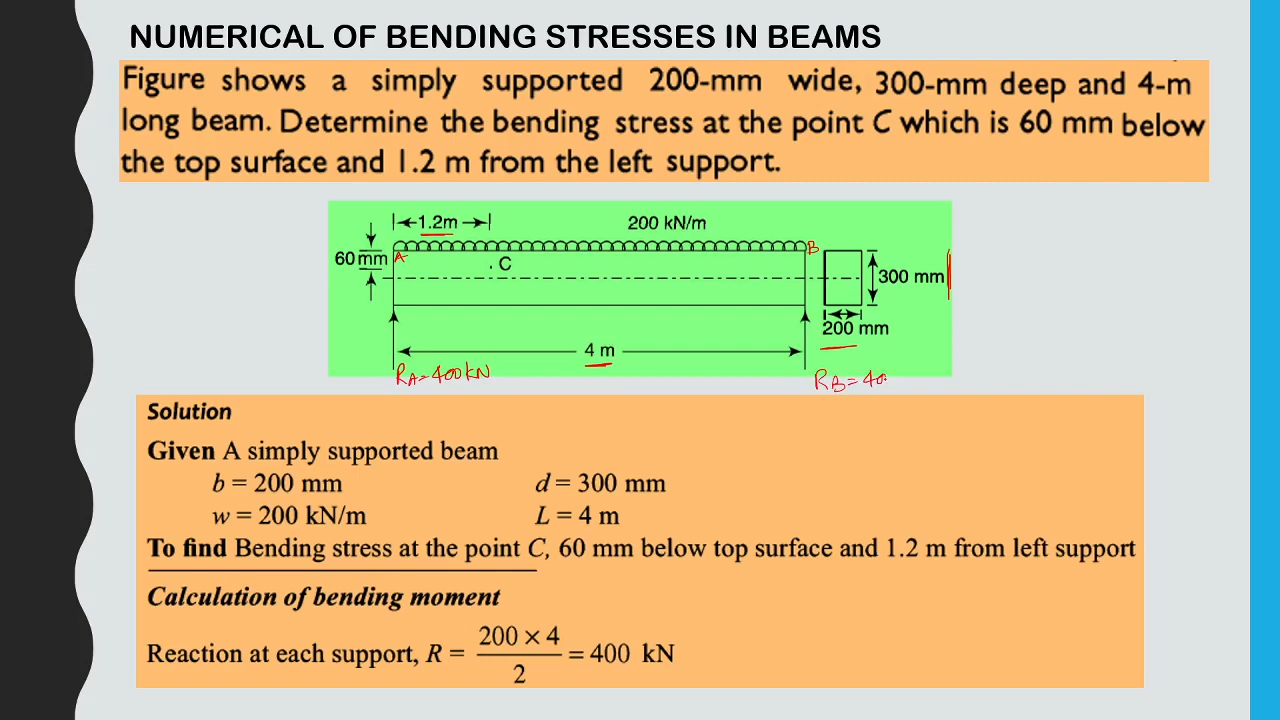 NUMERICAL OF BENDING STRESSES IN BEAMS
Figure shows a simply supported 200-mm wide, 300-mm deep and 4-m
long beam. Determine the bending stress at the point C which is 60 mm below
the top surface and 1.2 m from the left support.
1.2m
200 kN/m
60 mm
A
B
C
300 mm
200 mm
4 m
RA=400kN
RB=40
Solution
Given A simply supported beam
b = 200 mm d = 300 mm
w = 200 kN/m L = 4 m
To find Bending stress at the point C, 60 mm below top surface and 1.2 m from left support
Calculation of bending moment
Reaction at each support, R = 200 × 4 / 2 = 400 kN